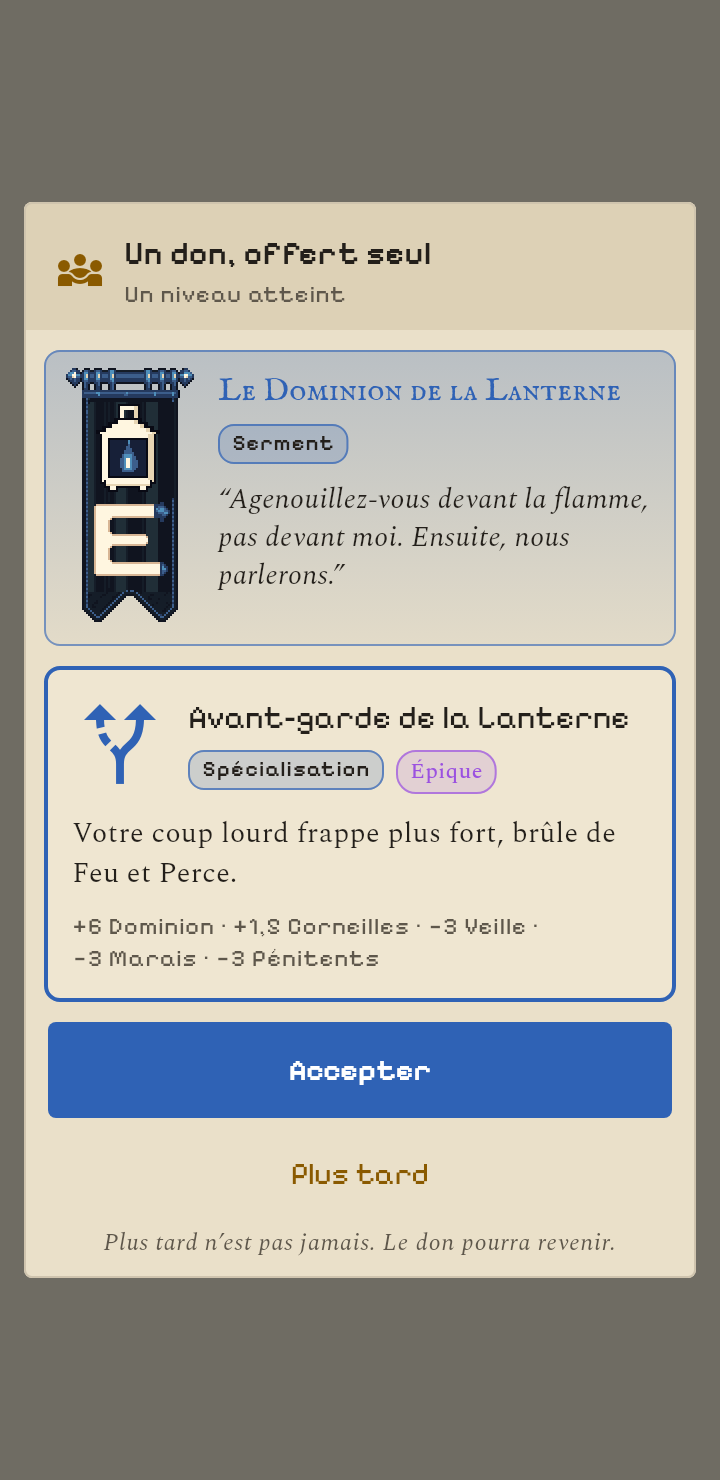 Un don, offert seul
Un niveau atteint
Le Dominion de la Lanterne
Serment
“Agenouillez-vous devant la flamme,
pas devant moi. Ensuite, nous
parlerons.”
E
Avant-garde de la Lanterne
Spécialisation
Épique
Votre coup lourd frappe plus fort, brûle de
Feu et Perce.
+6 Dominion · +1,8 Corneilles · -3 Veille ·
-3 Marais · -3 Pénitents
Accepter
Plus tard
Plus tard n’est pas jamais. Le don pourra revenir.